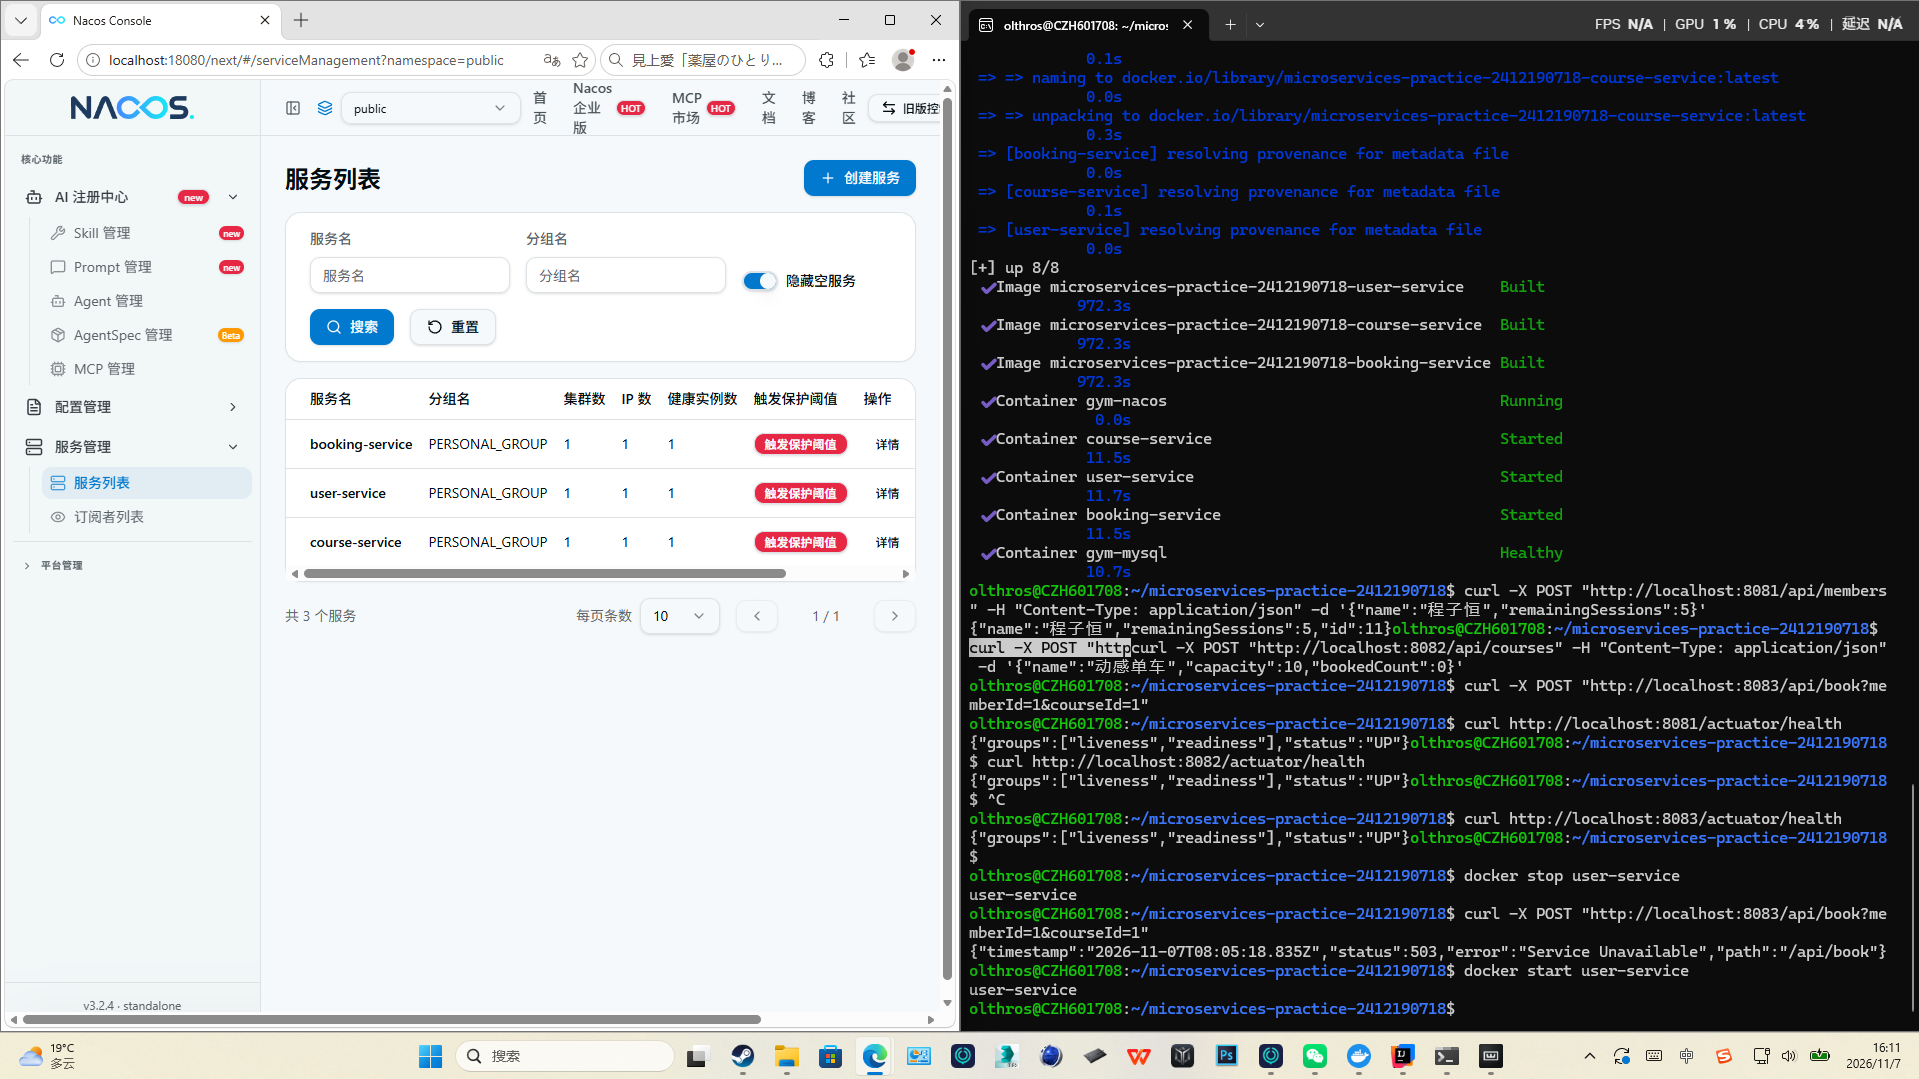 Nacos Console
localhost:18080/next/#/serviceManagement?namespace=public
見上愛「薬屋のひとり...
NACOS.
public
首页
Nacos 企业版 HOT
MCP 市场 HOT
文档
博客
社区
旧版控
核心功能
AI 注册中心 new
Skill 管理 new
Prompt 管理 new
Agent 管理
AgentSpec 管理 Beta
MCP 管理
配置管理
服务管理
服务列表
订阅者列表
平台管理
v3.2.4 · standalone
服务列表
创建服务
服务名
分组名
服务名
分组名
隐藏空服务
搜索
重置
服务名 分组名 集群数 IP 数 健康实例数 触发保护阈值 操作
booking-service PERSONAL_GROUP 1 1 1 触发保护阈值 详情
user-service PERSONAL_GROUP 1 1 1 触发保护阈值 详情
course-service PERSONAL_GROUP 1 1 1 触发保护阈值 详情
共 3 个服务
每页条数 10 1 / 1
olthros@CZH601708: ~/micros
FPS N/A | GPU 1 % | CPU 4 % | 延迟 N/A
0.1s
=> => naming to docker.io/library/microservices-practice-2412190718-course-service:latest
0.0s
=> => unpacking to docker.io/library/microservices-practice-2412190718-course-service:latest
0.3s
=> [booking-service] resolving provenance for metadata file
0.0s
=> [course-service] resolving provenance for metadata file
0.1s
=> [user-service] resolving provenance for metadata file
0.0s
[+] up 8/8
✔Image microservices-practice-2412190718-user-service Built
972.3s
✔Image microservices-practice-2412190718-course-service Built
972.3s
✔Image microservices-practice-2412190718-booking-service Built
972.3s
✔Container gym-nacos Running
0.0s
✔Container course-service Started
11.5s
✔Container user-service Started
11.7s
✔Container booking-service Started
11.5s
✔Container gym-mysql Healthy
10.7s
olthros@CZH601708:~/microservices-practice-2412190718$ curl -X POST "http://localhost:8081/api/members
" -H "Content-Type: application/json" -d '{"name":"程子恒","remainingSessions":5}'
{"name":"程子恒","remainingSessions":5,"id":11}olthros@CZH601708:~/microservices-practice-2412190718$
curl -X POST "httpcurl -X POST "http://localhost:8082/api/courses" -H "Content-Type: application/json"
-d '{"name":"动感单车","capacity":10,"bookedCount":0}'
olthros@CZH601708:~/microservices-practice-2412190718$ curl -X POST "http://localhost:8083/api/book?me
mberId=1&courseId=1"
olthros@CZH601708:~/microservices-practice-2412190718$ curl http://localhost:8081/actuator/health
{"groups":["liveness","readiness"],"status":"UP"}olthros@CZH601708:~/microservices-practice-2412190718
$ curl http://localhost:8082/actuator/health
{"groups":["liveness","readiness"],"status":"UP"}olthros@CZH601708:~/microservices-practice-2412190718
$ ^C
olthros@CZH601708:~/microservices-practice-2412190718$ curl http://localhost:8083/actuator/health
{"groups":["liveness","readiness"],"status":"UP"}olthros@CZH601708:~/microservices-practice-2412190718
$
olthros@CZH601708:~/microservices-practice-2412190718$ docker stop user-service
user-service
olthros@CZH601708:~/microservices-practice-2412190718$ curl -X POST "http://localhost:8083/api/book?me
mberId=1&courseId=1"
{"timestamp":"2026-11-07T08:05:18.835Z","status":503,"error":"Service Unavailable","path":"/api/book"}
olthros@CZH601708:~/microservices-practice-2412190718$ docker start user-service
user-service
olthros@CZH601708:~/microservices-practice-2412190718$
19°C
多云
搜索
中
16:11
2026/11/7